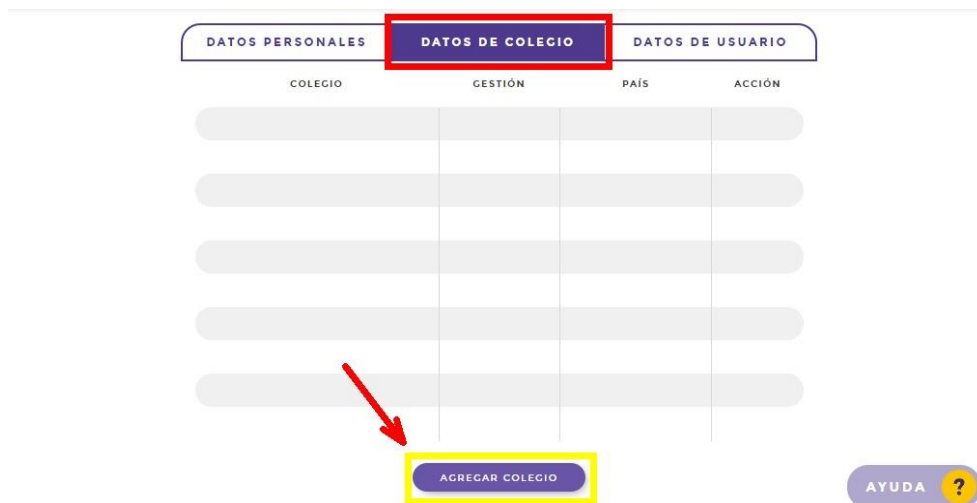 DATOS PERSONALES DATOS DE COLEGIO DATOS DE USUARIO
COLEGIO GESTIÓN PAÍS ACCIÓN
AGREGAR COLEGIO
AYUDA ?